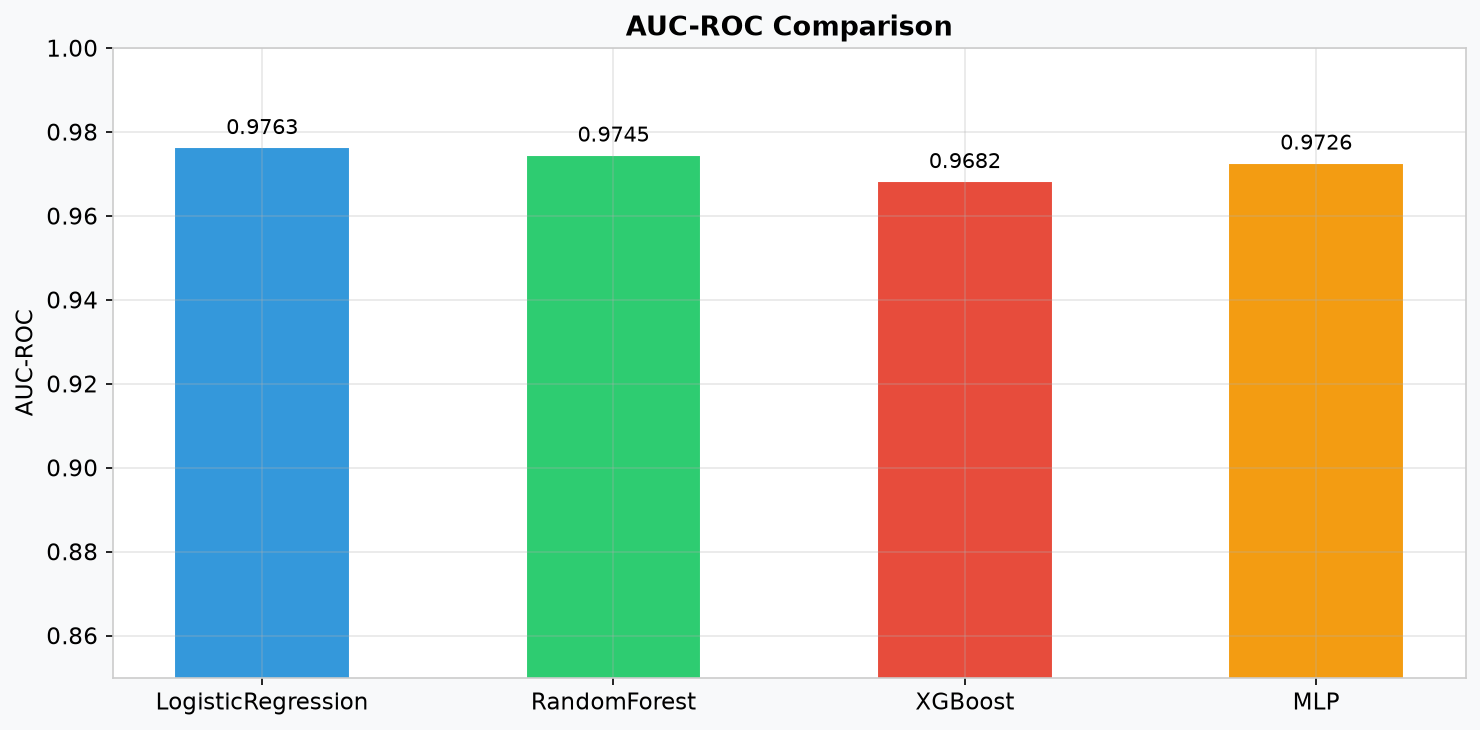 AUC-ROC Comparison
AUC-ROC
1.00
0.98
0.96
0.94
0.92
0.90
0.88
0.86
0.9763
0.9745
0.9682
0.9726
LogisticRegression
RandomForest
XGBoost
MLP